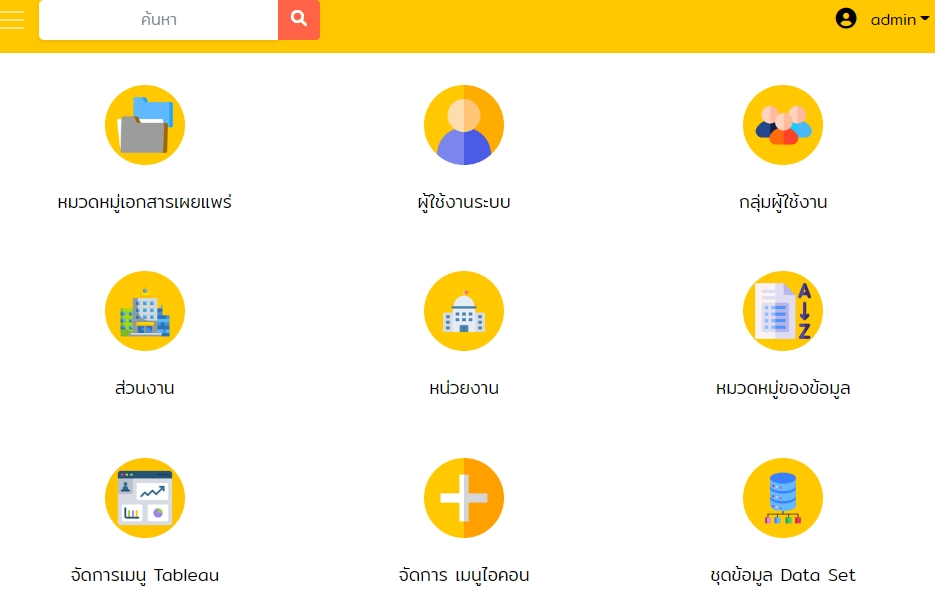 ค้นหา
admin
หมวดหมู่เอกสารเผยแพร่
ผู้ใช้งานระบบ
กลุ่มผู้ใช้งาน
A
Z
ส่วนงาน
หน่วยงาน
หมวดหมู่ของข้อมูล
จัดการเมนู Tableau
จัดการ เมนูไอคอน
ชุดข้อมูล Data Set